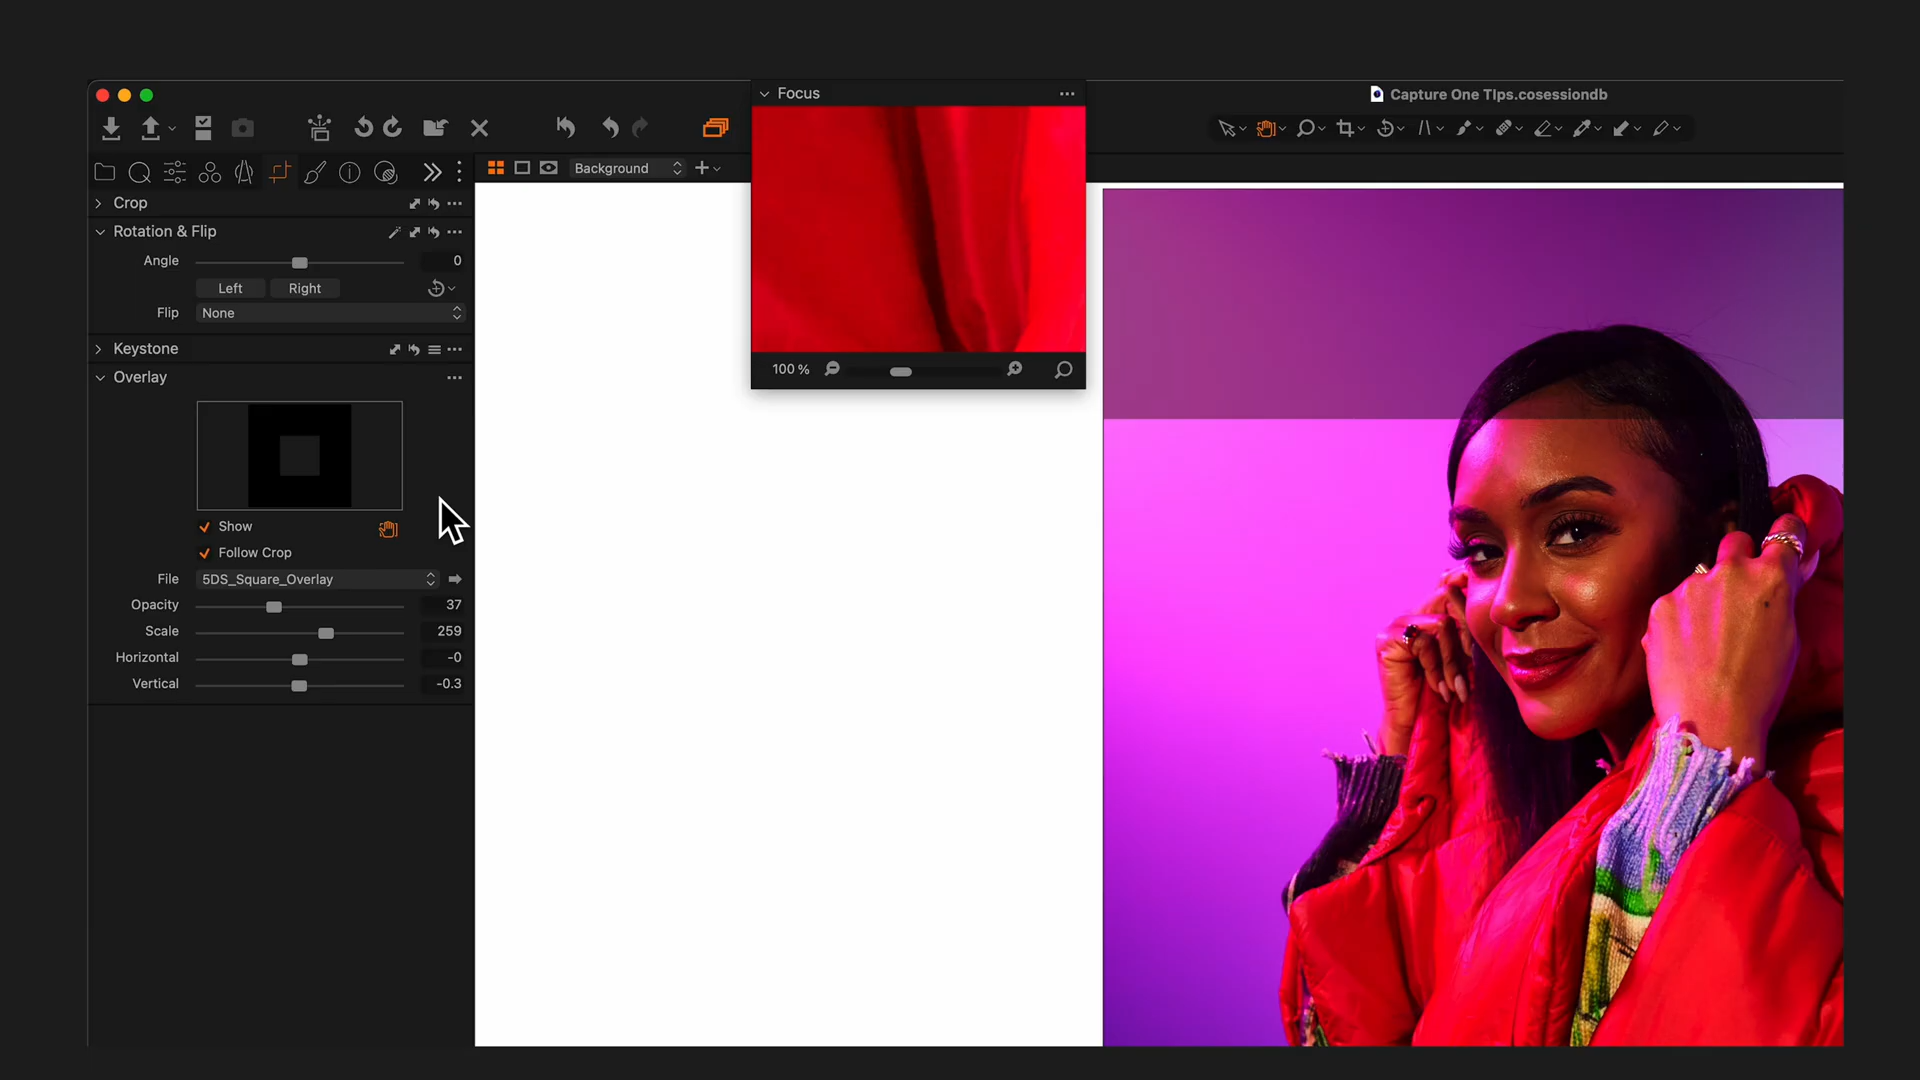 Focus
Capture One TIps.cosessiondb
Background
Crop
Rotation & Flip
Angle 0
Left Right
Flip None
100 %
Keystone
Overlay
Show
Follow Crop
File 5DS_Square_Overlay
Opacity 37
Scale 259
Horizontal -0
Vertical -0.3